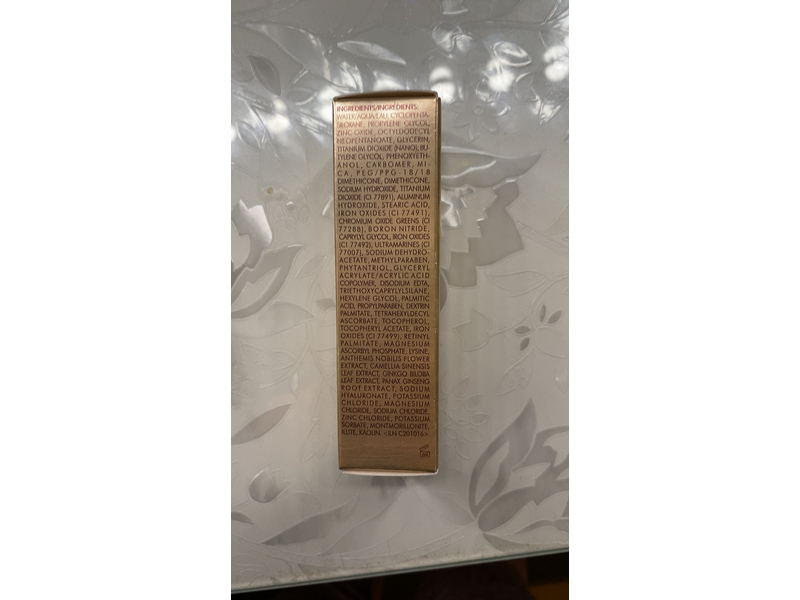 INGREDIENTS/INGRÉDIENTS:
WATER/AQUA/EAU, CYCLOPENTA-
SILOXANE, PROPYLENE GLYCOL,
ZINC OXIDE, OCTYLDODECYL
NEOPENTANOATE, GLYCERIN,
TITANIUM DIOXIDE (NANO), BU-
TYLENE GLYCOL, PHENOXYETH-
ANOL, CARBOMER, MI-
CA, PEG/PPG-18/18
DIMETHICONE, DIMETHICONE,
SODIUM HYDROXIDE, TITANIUM
DIOXIDE (CI 77891), ALUMINUM
HYDROXIDE, STEARIC ACID,
IRON OXIDES (CI 77491),
CHROMIUM OXIDE GREENS (CI
77288), BORON NITRIDE,
CAPRYLYL GLYCOL, IRON OXIDES
(CI 77492), ULTRAMARINES (CI
77007), SODIUM DEHYDRO-
ACETATE, METHYLPARABEN,
PHYTANTRIOL, GLYCERYL
ACRYLATE/ACRYLIC ACID
COPOLYMER, DISODIUM EDTA,
TRIETHOXYCAPRYLYLSILANE,
HEXYLENE GLYCOL, PALMITIC
ACID, PROPYLPARABEN, DEXTRIN
PALMITATE, TETRAHEXYLDECYL
ASCORBATE, TOCOPHEROL,
TOCOPHERYL ACETATE, IRON
OXIDES (CI 77499), RETINYL
PALMITATE, MAGNESIUM
ASCORBYL PHOSPHATE, LYSINE,
ANTHEMIS NOBILIS FLOWER
EXTRACT, CAMELLIA SINENSIS
LEAF EXTRACT, GINKGO BILOBA
LEAF EXTRACT, PANAX GINSENG
ROOT EXTRACT, SODIUM
HYALURONATE, POTASSIUM
CHLORIDE, MAGNESIUM
CHLORIDE, SODIUM CHLORIDE,
ZINC CHLORIDE, POTASSIUM
SORBATE, MONTMORILLONITE,
ILLITE, KAOLIN. <ILN C201016>